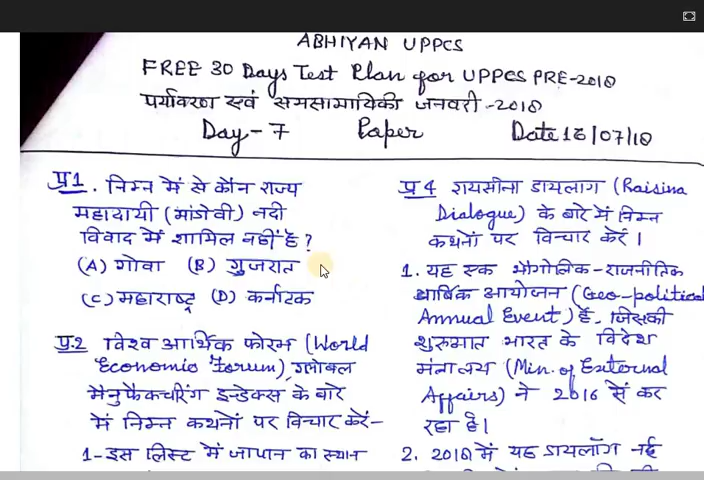 ABHIYAN UPPCS
FREE 30 Days Test Plan for UPPCS PRE-2018
पर्यावरण एवं समसामायिकी जनवरी-2018
Day-7 Paper Date 16/07/18
प्र1. निम्न में से कौन राज्य
महादायी (मांडोवी) नदी
विवाद में शामिल नहीं है?
(A) गोवा (B) गुजरात
(C) महाराष्ट्र (D) कर्नाटक
प्र.2 विश्व आर्थिक फोरम (World
Economic Forum), ग्लोबल
मैनुफैक्चरिंग इन्डेक्स के बारे
में निम्न कथनों पर विचार करें-
1-इस लिस्ट में जापान का स्थान
प्र 4 रायसीना डायलाग (Raisina
Dialogue) के बारे में निम्न
कथनों पर विचार करें।
1. यह एक भौगोलिक-राजनीतिक
वार्षिक आयोजन (Geo-political
Annual Event) है, जिसकी
शुरुआत भारत के विदेश
मंत्रालय (Min. of External
Affairs) ने 2016 से कर
रखा है।
2. 2018 में यह डायलॉग नई